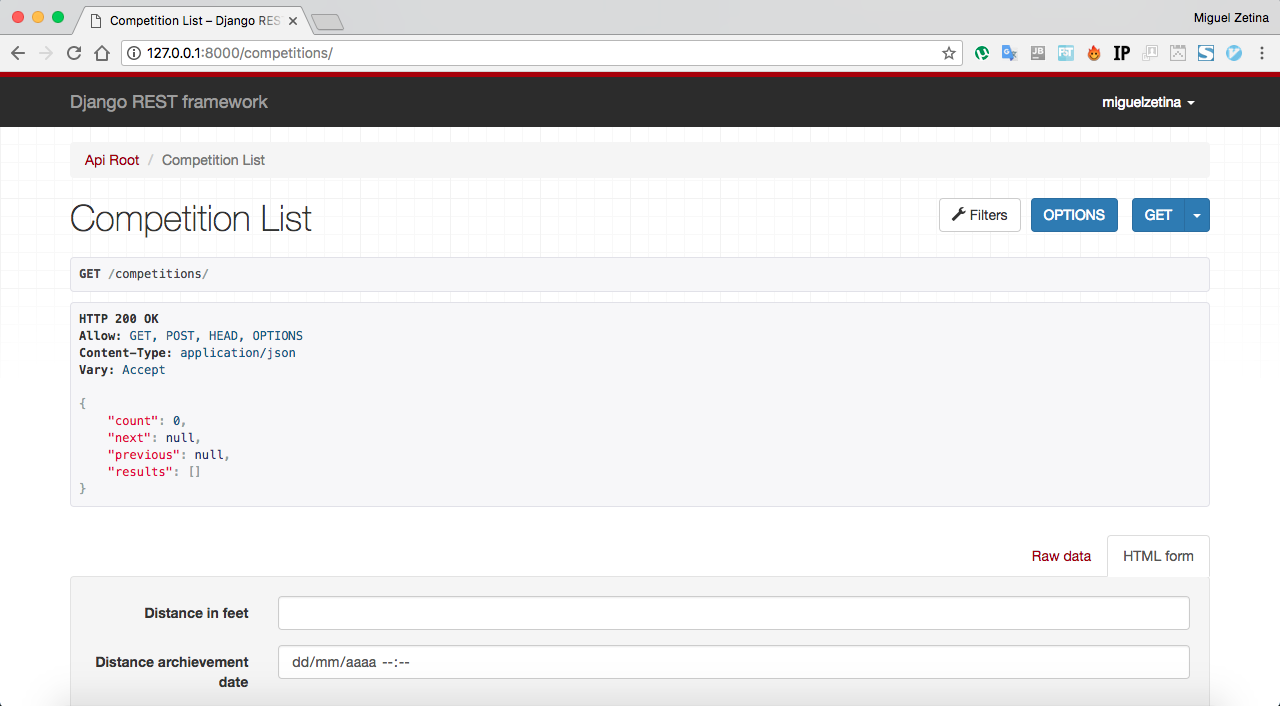 Competition List – Django RES
Miguel Zetina
127.0.0.1:8000/competitions/
JB
IP
S
Django REST framework
miguelzetina
Api Root / Competition List
Competition List
Filters
OPTIONS
GET
GET /competitions/
HTTP 200 OK
Allow: GET, POST, HEAD, OPTIONS
Content-Type: application/json
Vary: Accept
{
"count": 0,
"next": null,
"previous": null,
"results": []
}
Raw data
HTML form
Distance in feet
Distance archievement
date
dd/mm/aaaa --:--